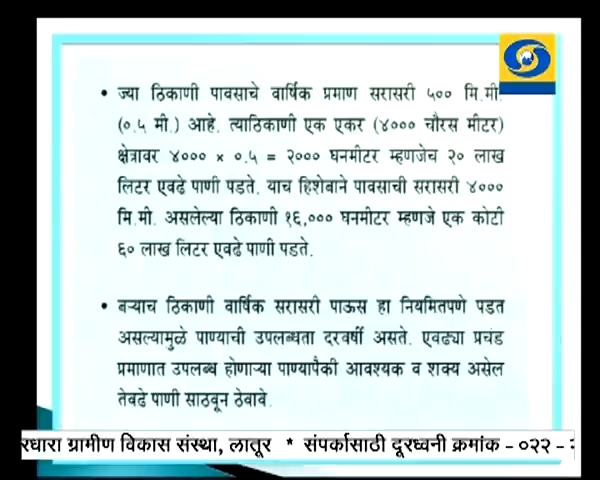 • ज्या ठिकाणी पावसाचे वार्षिक प्रमाण सरासरी ५०० मि.मी.
(०.५ मी.) आहे. त्याठिकाणी एक एकर (४००० चौरस मीटर)
क्षेत्रावर ४००० × ०.५ = २००० घनमीटर म्हणजेच २० लाख
लिटर एवढे पाणी पडते. याच हिशेबाने पावसाची सरासरी ४०००
मि.मी. असलेल्या ठिकाणी १६,००० घनमीटर म्हणजे एक कोटी
६० लाख लिटर एवढे पाणी पडते.
• बऱ्याच ठिकाणी वार्षिक सरासरी पाऊस हा नियमितपणे पडत
असल्यामुळे पाण्याची उपलब्धता दरवर्षी असते. एवढ्या प्रचंड
प्रमाणात उपलब्ध होणाऱ्या पाण्यापैकी आवश्यक व शक्य असेल
तेवढे पाणी साठवून ठेवावे.
रधारा ग्रामीण विकास संस्था, लातूर * संपर्कासाठी दूरध्वनी क्रमांक - ०२२ -